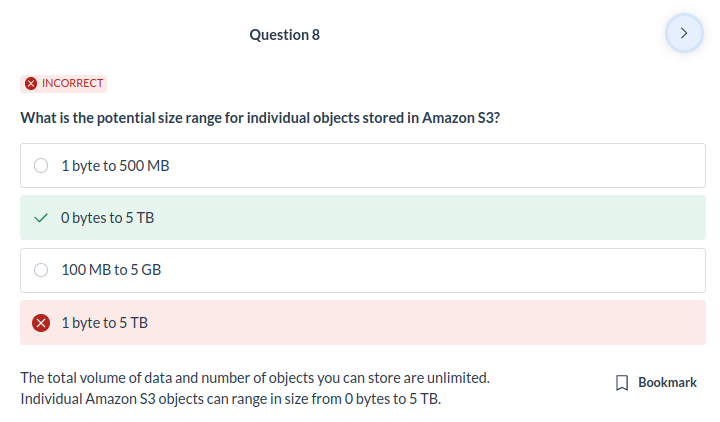 Question 8
INCORRECT
What is the potential size range for individual objects stored in Amazon S3?
1 byte to 500 MB
0 bytes to 5 TB
100 MB to 5 GB
1 byte to 5 TB
The total volume of data and number of objects you can store are unlimited.
Individual Amazon S3 objects can range in size from 0 bytes to 5 TB.
Bookmark